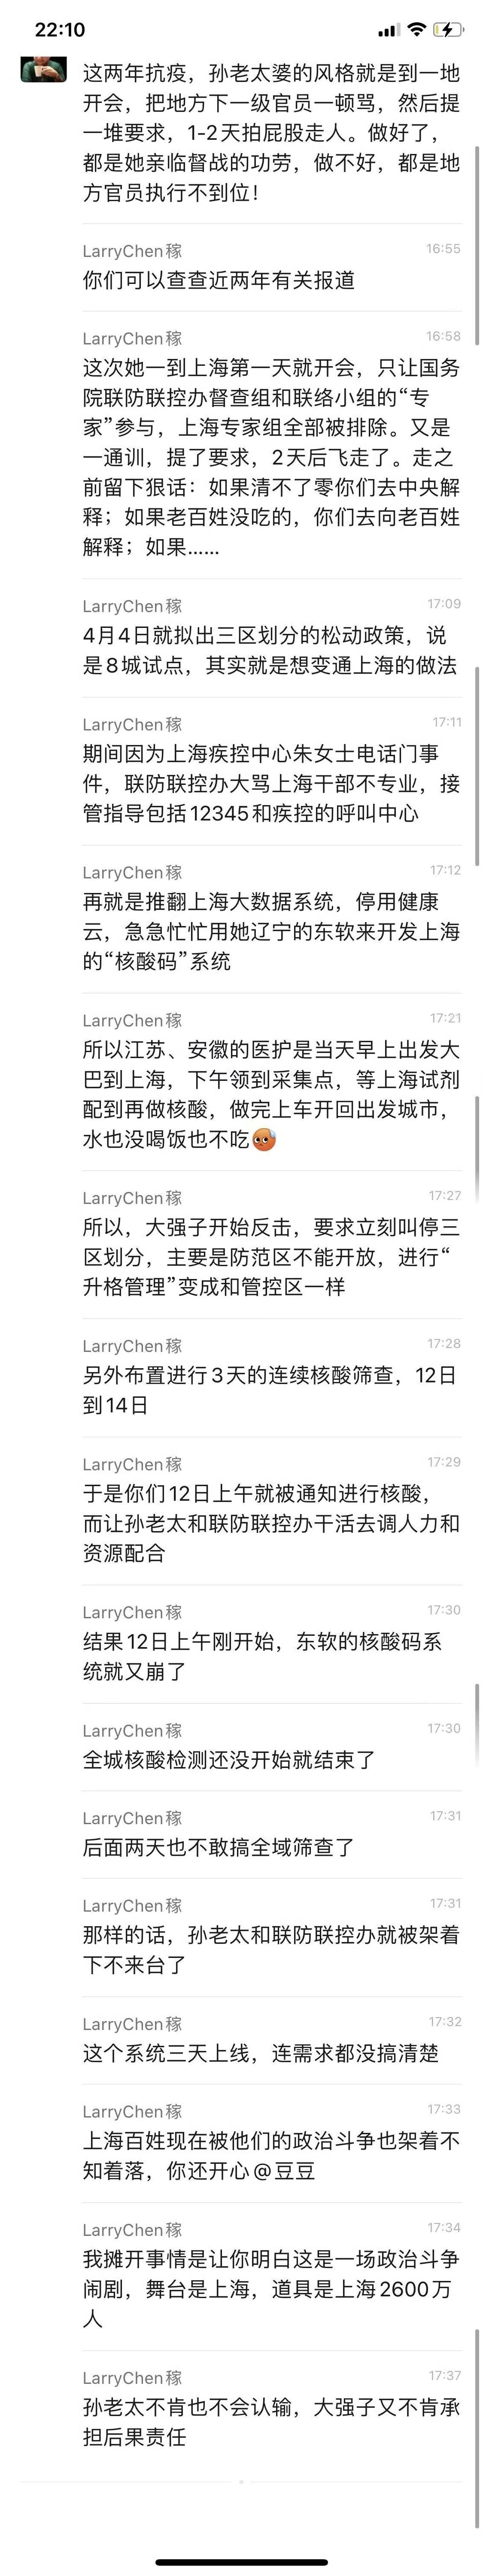 22:10
这两年抗疫，孙老太婆的风格就是到一地
开会，把地方下一级官员一顿骂，然后提
一堆要求，1-2天拍屁股走人。做好了，
都是她亲临督战的功劳，做不好，都是地
方官员执行不到位！
LarryChen稼 16:55
你们可以查查近两年有关报道
LarryChen稼 16:58
这次她一到上海第一天就开会，只让国务
院联防联控办督查组和联络小组的“专
家”参与，上海专家组全部被排除。又是
一通训，提了要求，2天后飞走了。走之
前留下狠话：如果清不了零你们去中央解
释；如果老百姓没吃的，你们去向老百姓
解释；如果……
LarryChen稼 17:09
4月4日就拟出三区划分的松动政策，说
是8城试点，其实就是想变通上海的做法
LarryChen稼 17:11
期间因为上海疾控中心朱女士电话门事
件，联防联控办大骂上海干部不专业，接
管指导包括12345和疾控的呼叫中心
LarryChen稼 17:12
再就是推翻上海大数据系统，停用健康
云，急急忙忙用她辽宁的东软来开发上海
的“核酸码”系统
LarryChen稼 17:21
所以江苏、安徽的医护是当天早上出发大
巴到上海，下午领到采集点，等上海试剂
配到再做核酸，做完上车开回出发城市，
水也没喝饭也不吃😓
LarryChen稼 17:27
所以，大强子开始反击，要求立刻叫停三
区划分，主要是防范区不能开放，进行“
升格管理”变成和管控区一样
LarryChen稼 17:28
另外布置进行3天的连续核酸筛查，12日
到14日
LarryChen稼 17:29
于是你们12日上午就被通知进行核酸，
而让孙老太和联防联控办干活去调人力和
资源配合
LarryChen稼 17:30
结果12日上午刚开始，东软的核酸码系
统就又崩了
LarryChen稼 17:30
全城核酸检测还没开始就结束了
LarryChen稼 17:31
后面两天也不敢搞全域筛查了
LarryChen稼 17:31
那样的话，孙老太和联防联控办就被架着
下不来台了
LarryChen稼 17:32
这个系统三天上线，连需求都没搞清楚
LarryChen稼 17:33
上海百姓现在被他们的政治斗争也架着不
知着落，你还开心@豆豆
LarryChen稼 17:34
我摊开事情是让你明白这是一场政治斗争
闹剧，舞台是上海，道具是上海2600万
人
LarryChen稼 17:37
孙老太不肯也不会认输，大强子又不肯承
担后果责任